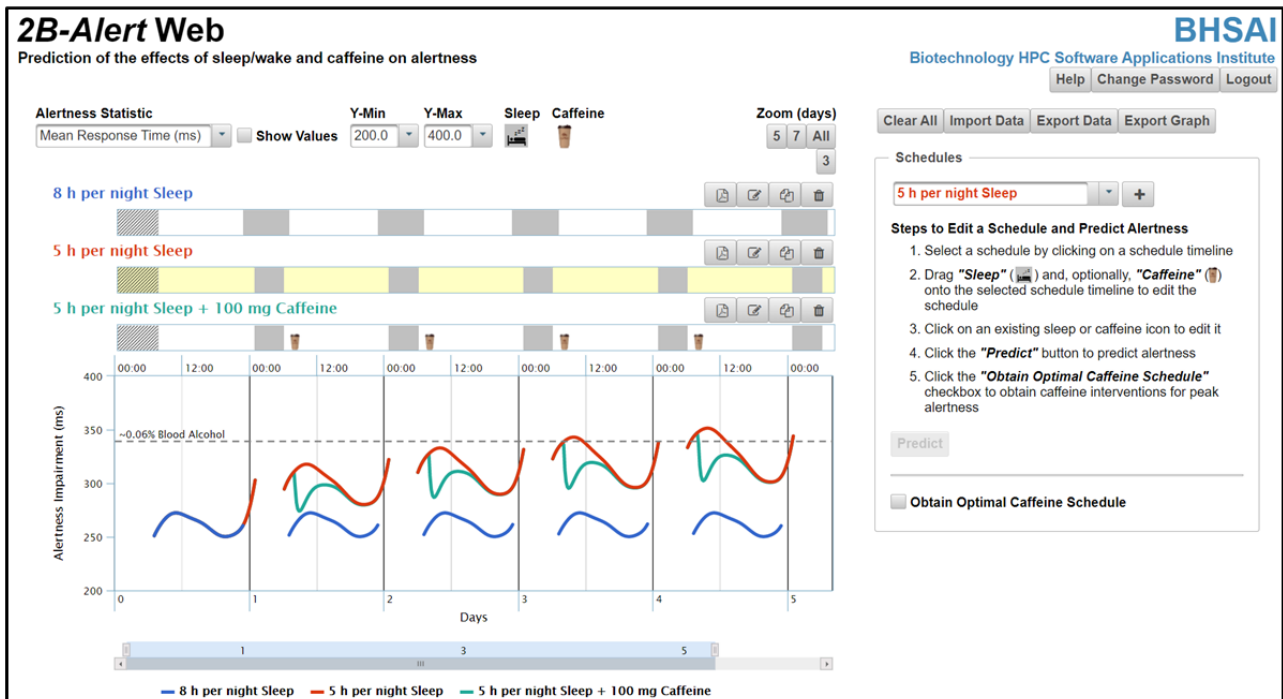 2B-Alert Web
BHSAI
Prediction of the effects of sleep/wake and caffeine on alertness
Biotechnology HPC Software Applications Institute
Help Change Password Logout
Alertness Statistic Y-Min Y-Max Sleep Caffeine Zoom (days)
Mean Response Time (ms) Show Values 200.0 400.0 5 7 All
3
Clear All Import Data Export Data Export Graph
8 h per night Sleep
5 h per night Sleep
5 h per night Sleep + 100 mg Caffeine
00:00 12:00 00:00 12:00 00:00 12:00 00:00 12:00 00:00 12:00 00:00
400
350
~0.06% Blood Alcohol
300
250
200
Alertness Impairment (ms)
0 1 2 3 4 5
Days
1 3 5
8 h per night Sleep 5 h per night Sleep 5 h per night Sleep + 100 mg Caffeine
Schedules
5 h per night Sleep +
Steps to Edit a Schedule and Predict Alertness
1. Select a schedule by clicking on a schedule timeline
2. Drag "Sleep" ( ) and, optionally, "Caffeine" ( )
onto the selected schedule timeline to edit the
schedule
3. Click on an existing sleep or caffeine icon to edit it
4. Click the "Predict" button to predict alertness
5. Click the "Obtain Optimal Caffeine Schedule"
checkbox to obtain caffeine interventions for peak
alertness
Predict
Obtain Optimal Caffeine Schedule